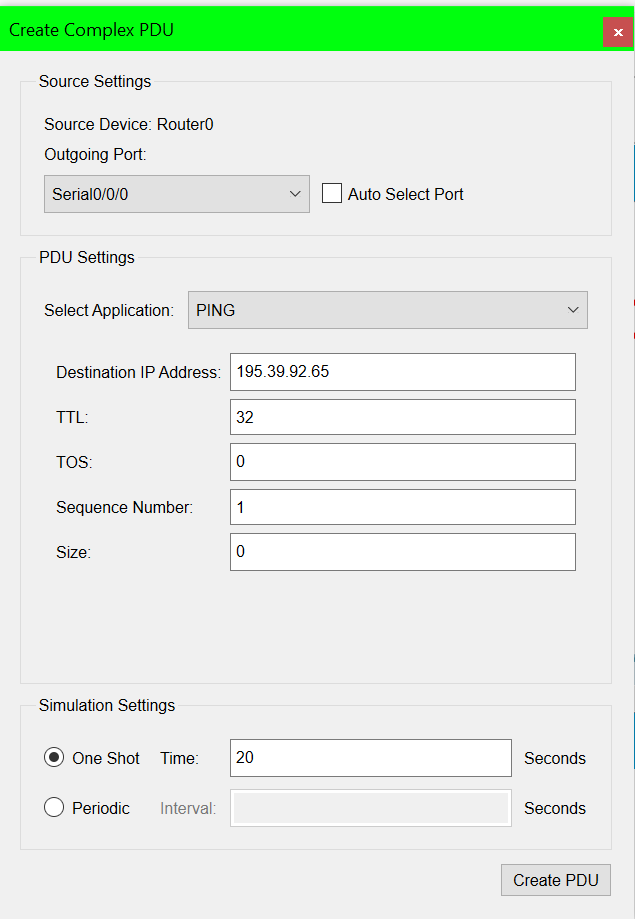 Create Complex PDU
Source Settings
Source Device: Router0
Outgoing Port:
Serial0/0/0 Auto Select Port
PDU Settings
Select Application: PING
Destination IP Address: 195.39.92.65
TTL: 32
TOS: 0
Sequence Number: 1
Size: 0
Simulation Settings
One Shot Time: 20 Seconds
Periodic Interval: Seconds
Create PDU